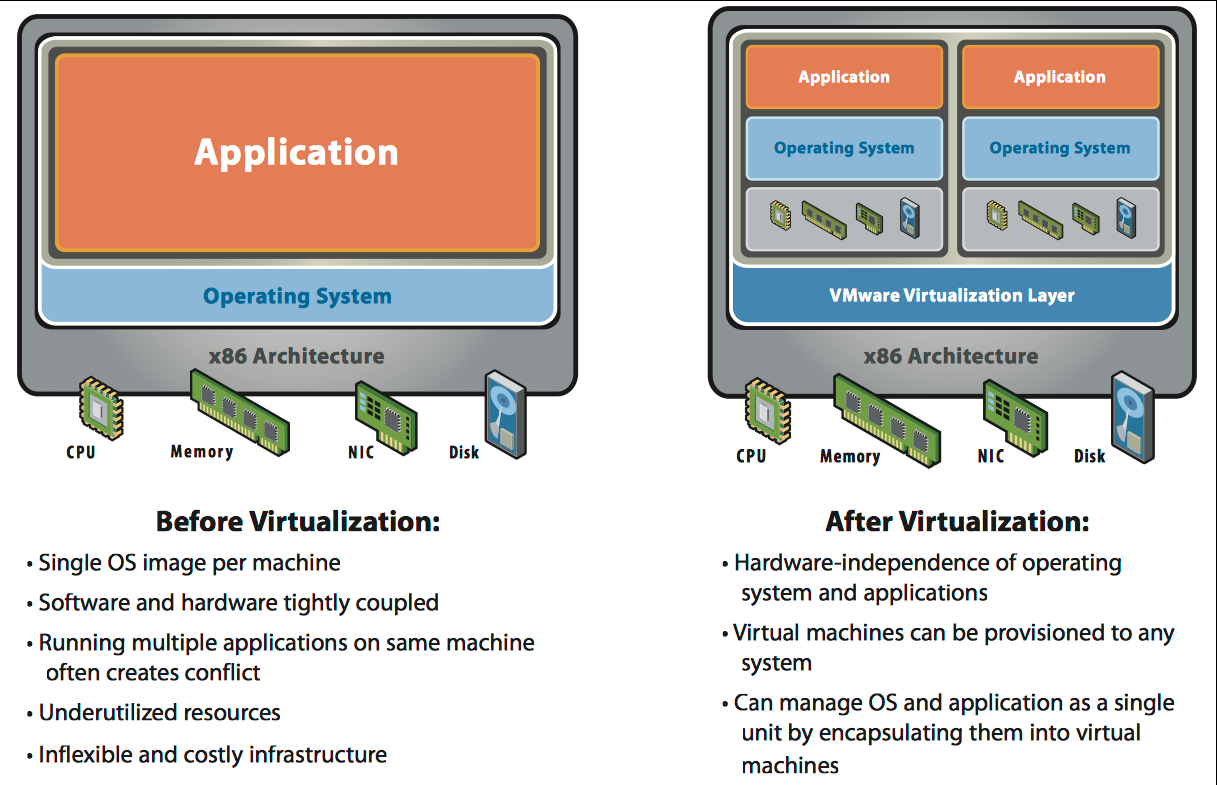 Application
Operating System
x86 Architecture
CPU
Memory
NIC
Disk
Before Virtualization:
• Single OS image per machine
• Software and hardware tightly coupled
• Running multiple applications on same machine
often creates conflict
• Underutilized resources
• Inflexible and costly infrastructure
Application
Application
Operating System
Operating System
VMware Virtualization Layer
x86 Architecture
CPU
Memory
NIC
Disk
After Virtualization:
• Hardware-independence of operating
system and applications
• Virtual machines can be provisioned to any
system
• Can manage OS and application as a single
unit by encapsulating them into virtual
machines